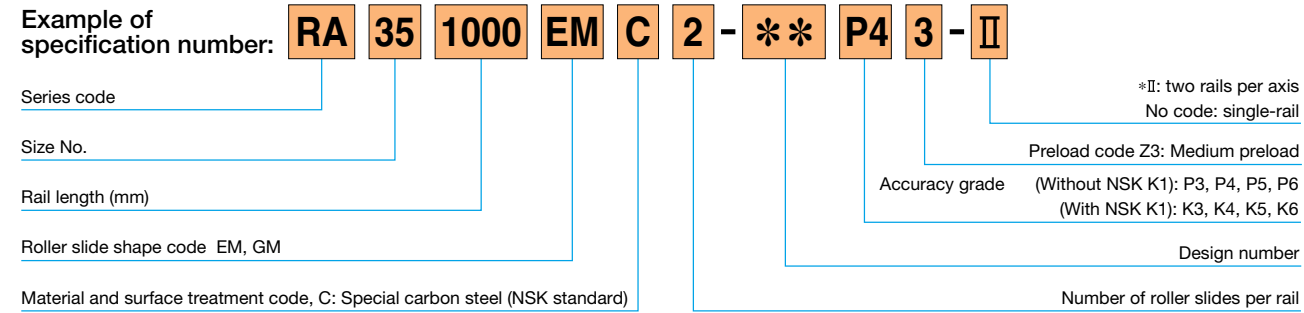 Example of
specification number: RA 35 1000 EM C 2 - ＊＊ P4 3 - Ⅱ
Series code
*Ⅱ: two rails per axis
No code: single-rail
Size No.
Preload code Z3: Medium preload
Rail length (mm)
Accuracy grade (Without NSK K1): P3, P4, P5, P6
(With NSK K1): K3, K4, K5, K6
Roller slide shape code EM, GM
Design number
Material and surface treatment code, C: Special carbon steel (NSK standard)
Number of roller slides per rail